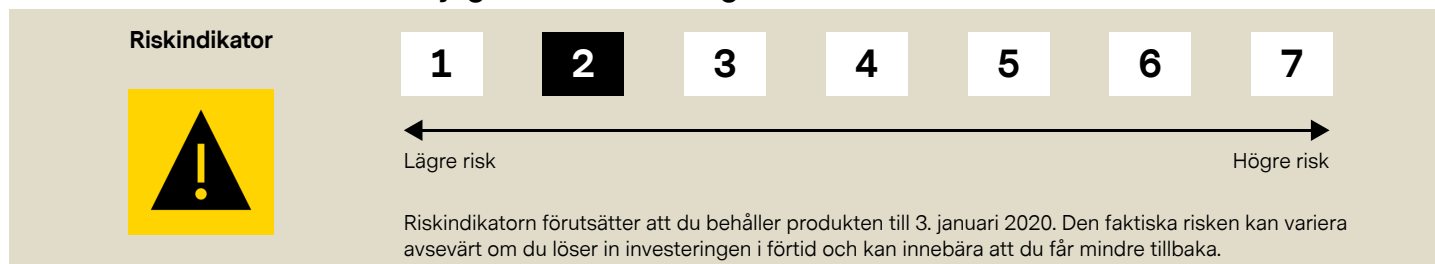 Riskindikator
1 2 3 4 5 6 7
Lägre risk Högre risk
Riskindikatorn förutsätter att du behåller produkten till 3. januari 2020. Den faktiska risken kan variera
avsevärt om du löser in investeringen i förtid och kan innebära att du får mindre tillbaka.